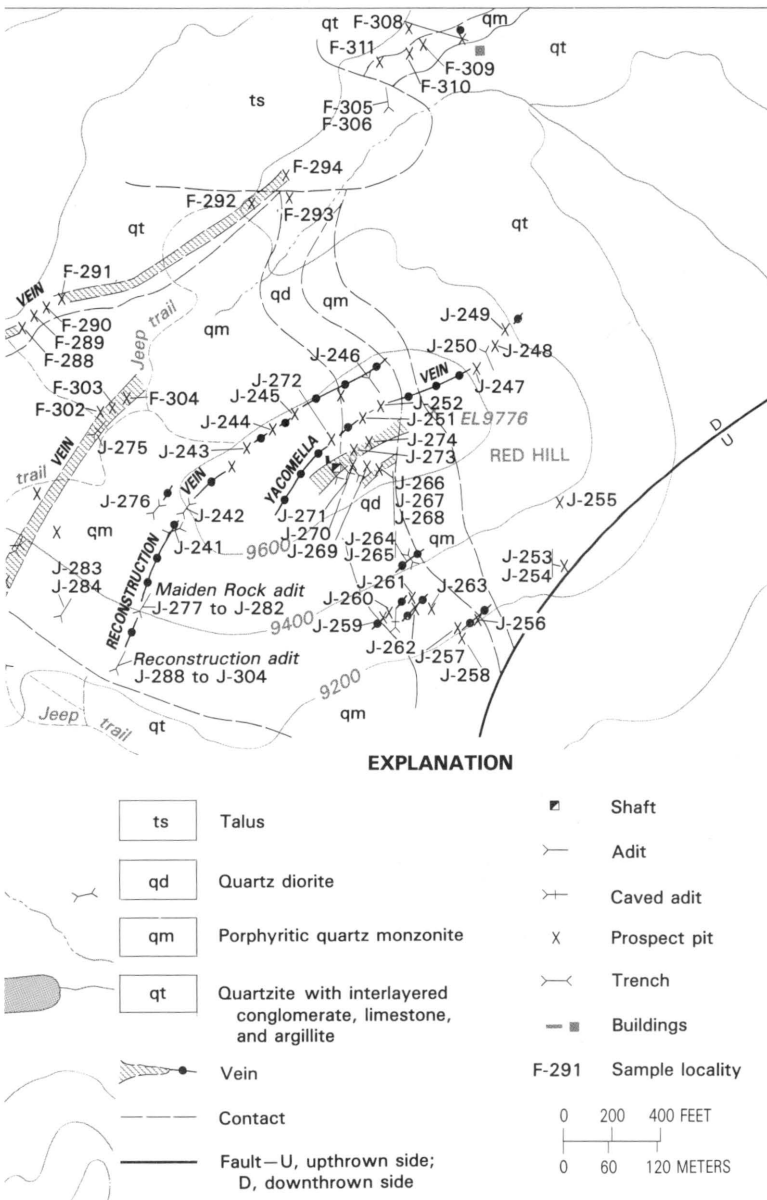 qt F-308 qm
F-311
qt
F-309
F-310
ts
F-305
F-306
F-294
F-292
F-293
qt
qt
F-291
VEIN
F-290
F-289
F-288
Jeep trail
qd
qm
qm
J-249
J-250
J-248
J-246
VEIN
J-247
J-272
J-245
F-303
F-304
F-302
J-244
J-252
J-251
EL9776
J-274
J-273
RED HILL
D
U
J-275
J-243
trail
VEIN
VEIN
YACOMELLA
J-276
J-266
J-267
J-268
qd
J-255
qm
J-242
J-271
J-270
J-269
J-264
J-265
qm
9600
J-241
J-283
J-284
J-253
J-254
J-261
J-263
RECONSTRUCTION
Maiden Rock adit
J-277 to J-282
J-260
J-259
J-256
9400
J-262
J-257
J-258
Reconstruction adit
J-288 to J-304
9200
Jeep trail
qt
qm
EXPLANATION
ts Talus
qd Quartz diorite
qm Porphyritic quartz monzonite
qt Quartzite with interlayered
conglomerate, limestone,
and argillite
Vein
Contact
Fault—U, upthrown side;
D, downthrown side
Shaft
Adit
Caved adit
X Prospect pit
Trench
Buildings
F-291 Sample locality
0 200 400 FEET
0 60 120 METERS